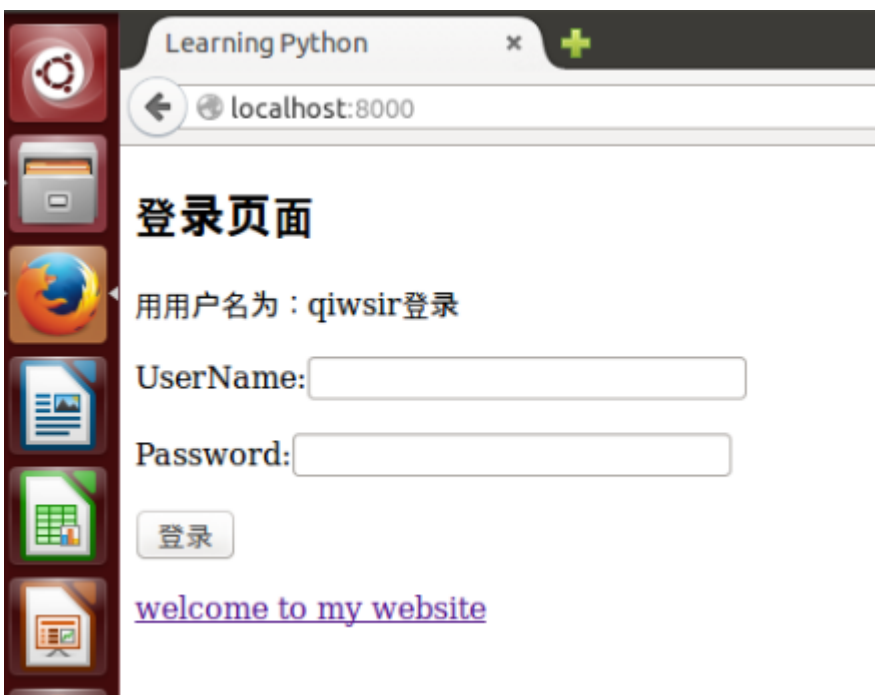 Learning Python
localhost:8000
登录页面
用用户名为：qiwsir登录
UserName:
Password:
登录
welcome to my website